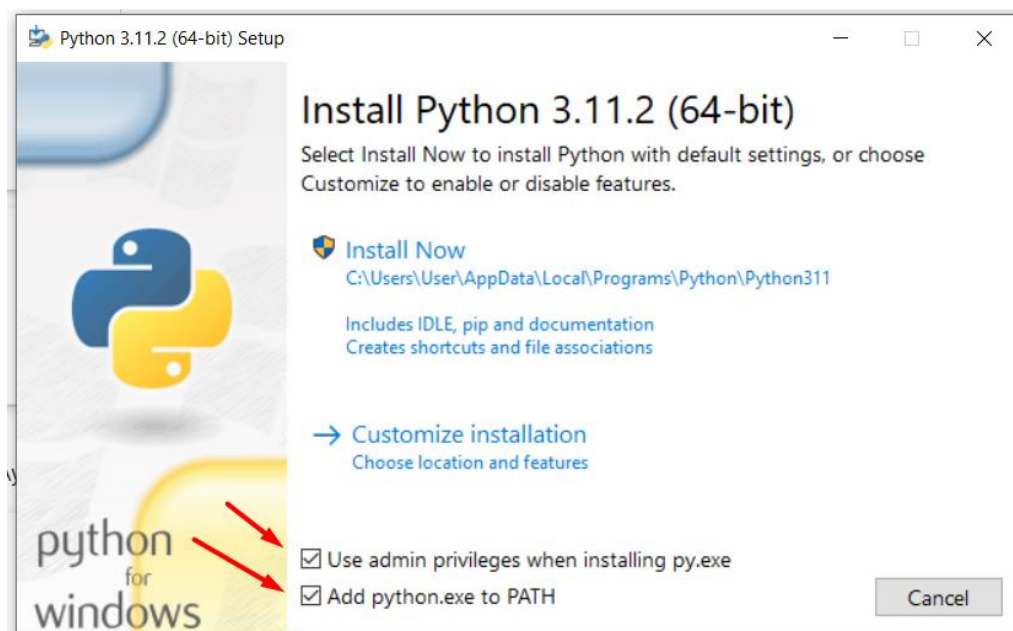 Python 3.11.2 (64-bit) Setup
Install Python 3.11.2 (64-bit)
Select Install Now to install Python with default settings, or choose
Customize to enable or disable features.
Install Now
C:\Users\User\AppData\Local\Programs\Python\Python311
Includes IDLE, pip and documentation
Creates shortcuts and file associations
Customize installation
Choose location and features
python
for
windows
Use admin privileges when installing py.exe
Add python.exe to PATH
Cancel